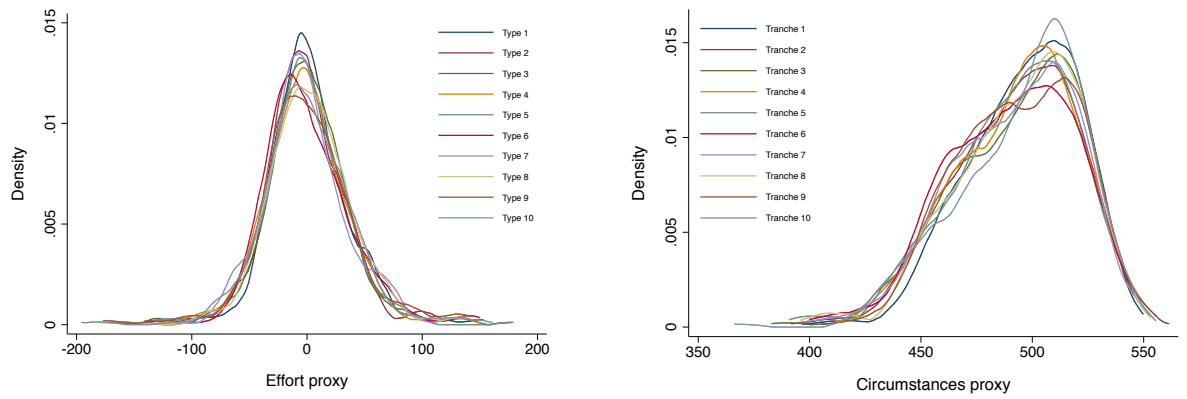 .015
.01
.005
0
Density
-200
-100
0
100
200
Effort proxy
Type 1
Type 2
Type 3
Type 4
Type 5
Type 6
Type 7
Type 8
Type 9
Type 10
.015
.01
.005
0
Density
350
400
450
500
550
Circumstances proxy
Tranche 1
Tranche 2
Tranche 3
Tranche 4
Tranche 5
Tranche 6
Tranche 7
Tranche 8
Tranche 9
Tranche 10